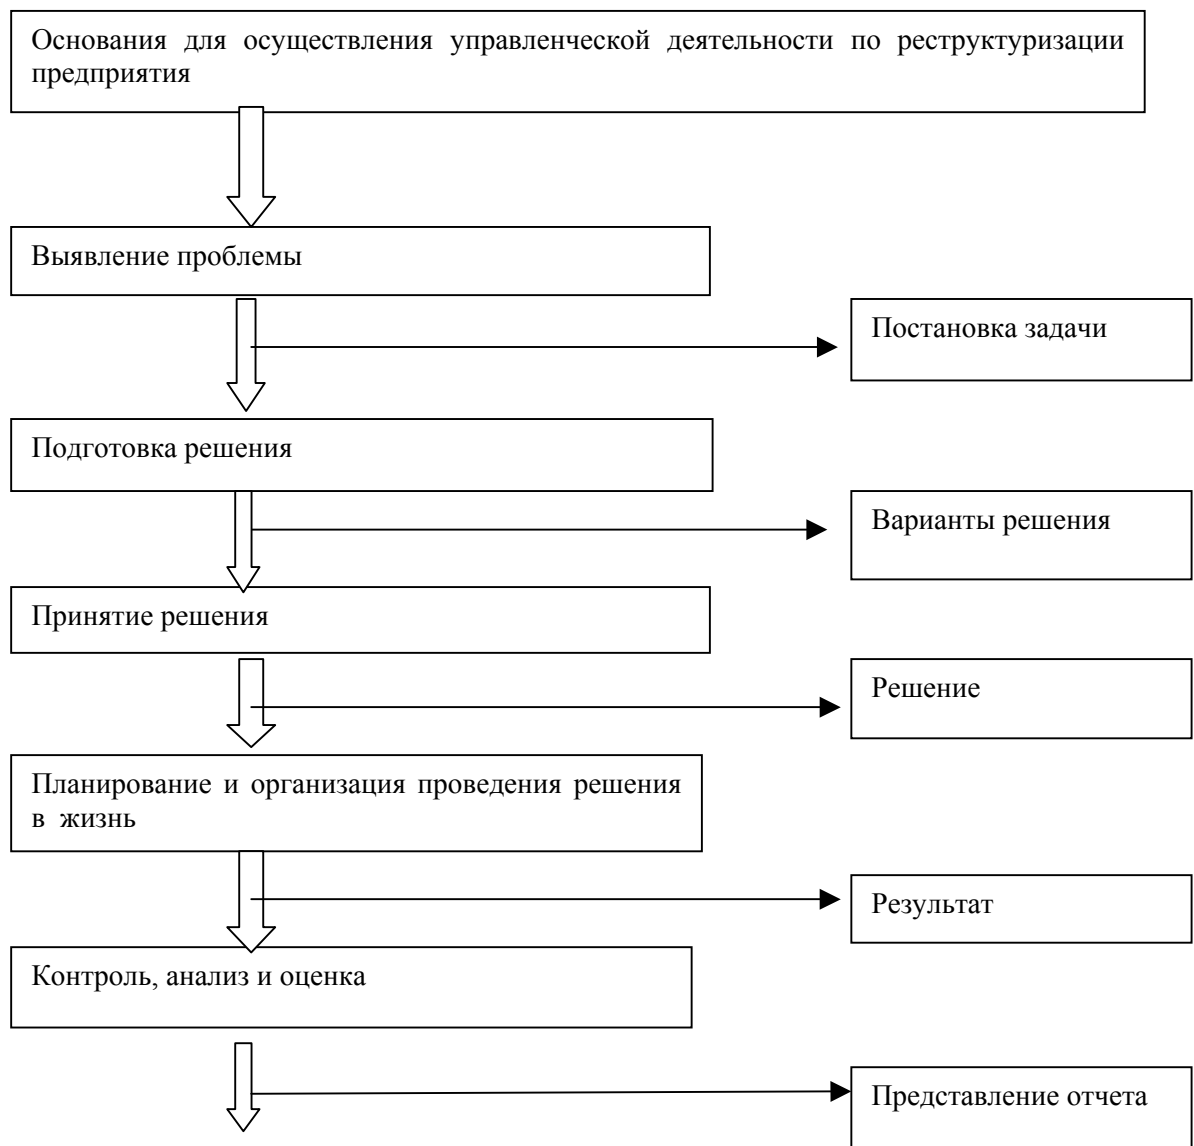 Основания для осуществления управленческой деятельности по реструктуризации
предприятия
Выявление проблемы
Постановка задачи
Подготовка решения
Варианты решения
Принятие решения
Решение
Планирование и организация проведения решения
в жизнь
Результат
Контроль, анализ и оценка
Представление отчета